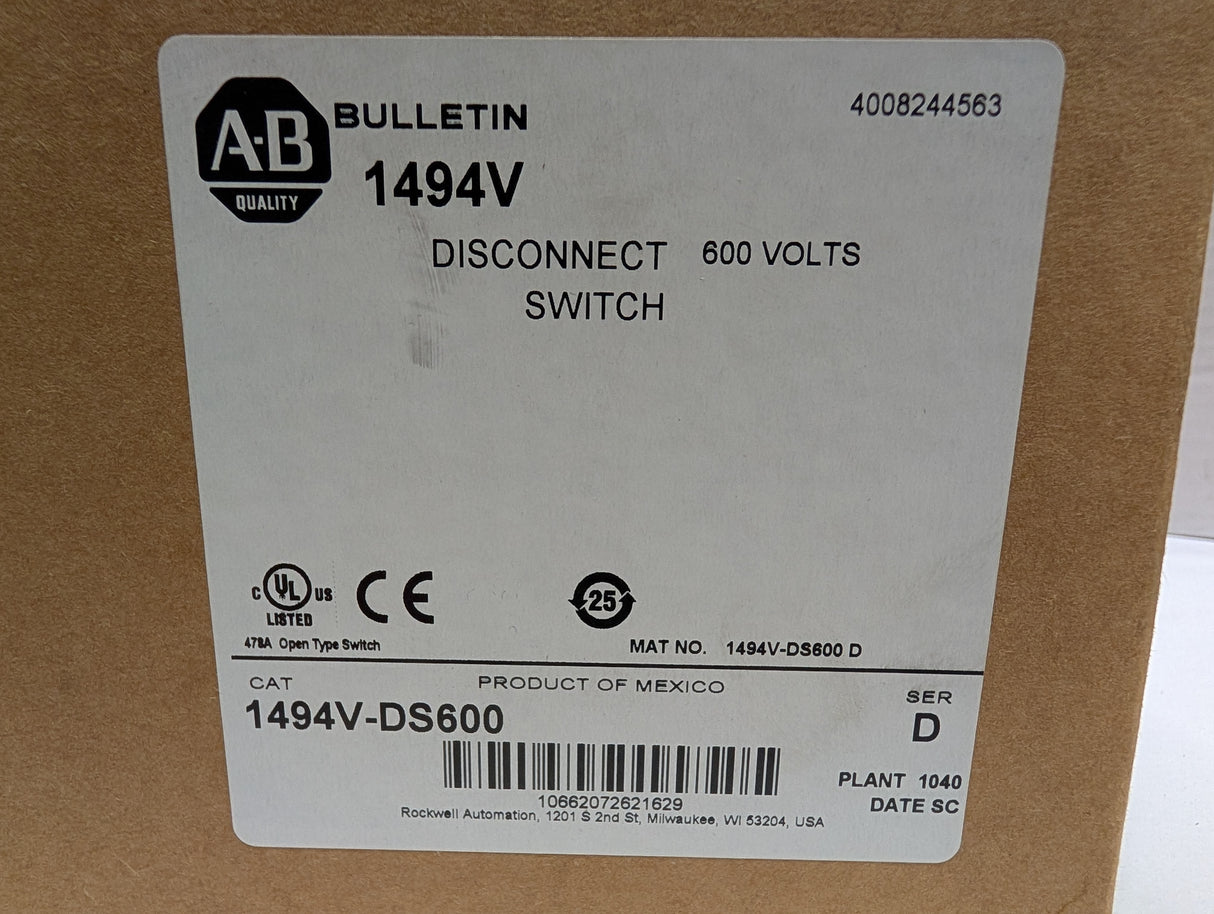 A-B
QUALITY
BULLETIN
1494V
4008244563
DISCONNECT 600 VOLTS
SWITCH
C UL US
LISTED
CE
25
478A Open Type Switch
MAT NO. 1494V-DS600 D
CAT
PRODUCT OF MEXICO
SER
1494V-DS600
D
PLANT 1040
10662072621629
DATE SC
Rockwell Automation, 1201 S 2nd St, Milwaukee, WI 53204, USA